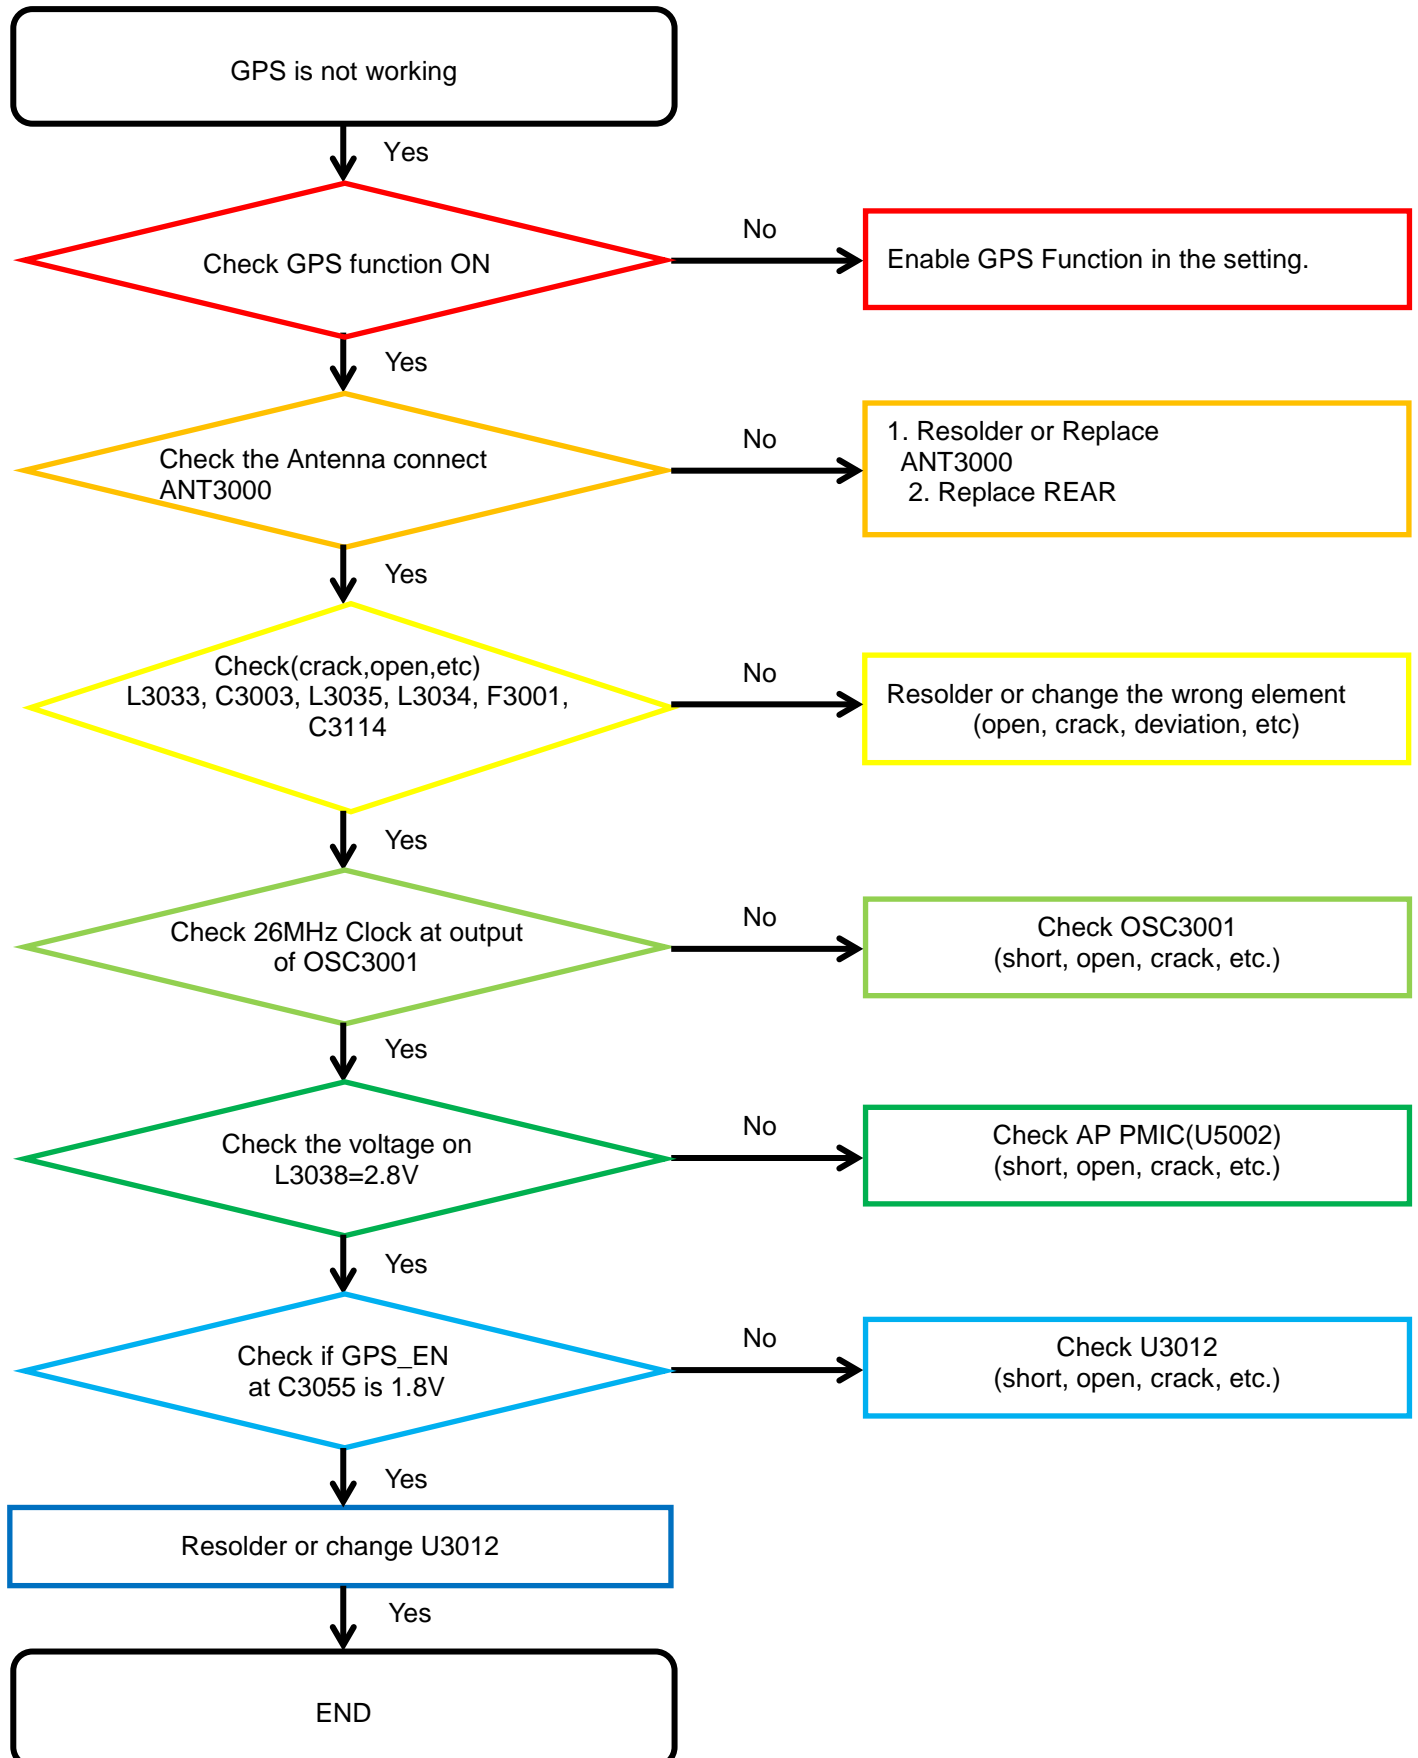 GPS is not working
Yes
Check GPS function ON
No
Enable GPS Function in the setting.
Yes
Check the Antenna connect
ANT3000
No
1. Resolder or Replace
ANT3000
2. Replace REAR
Yes
Check(crack,open,etc)
L3033, C3003, L3035, L3034, F3001,
C3114
No
Resolder or change the wrong element
(open, crack, deviation, etc)
Yes
Check 26MHz Clock at output
of OSC3001
No
Check OSC3001
(short, open, crack, etc.)
Yes
Check the voltage on
L3038=2.8V
No
Check AP PMIC(U5002)
(short, open, crack, etc.)
Yes
Check if GPS_EN
at C3055 is 1.8V
No
Check U3012
(short, open, crack, etc.)
Yes
Resolder or change U3012
Yes
END